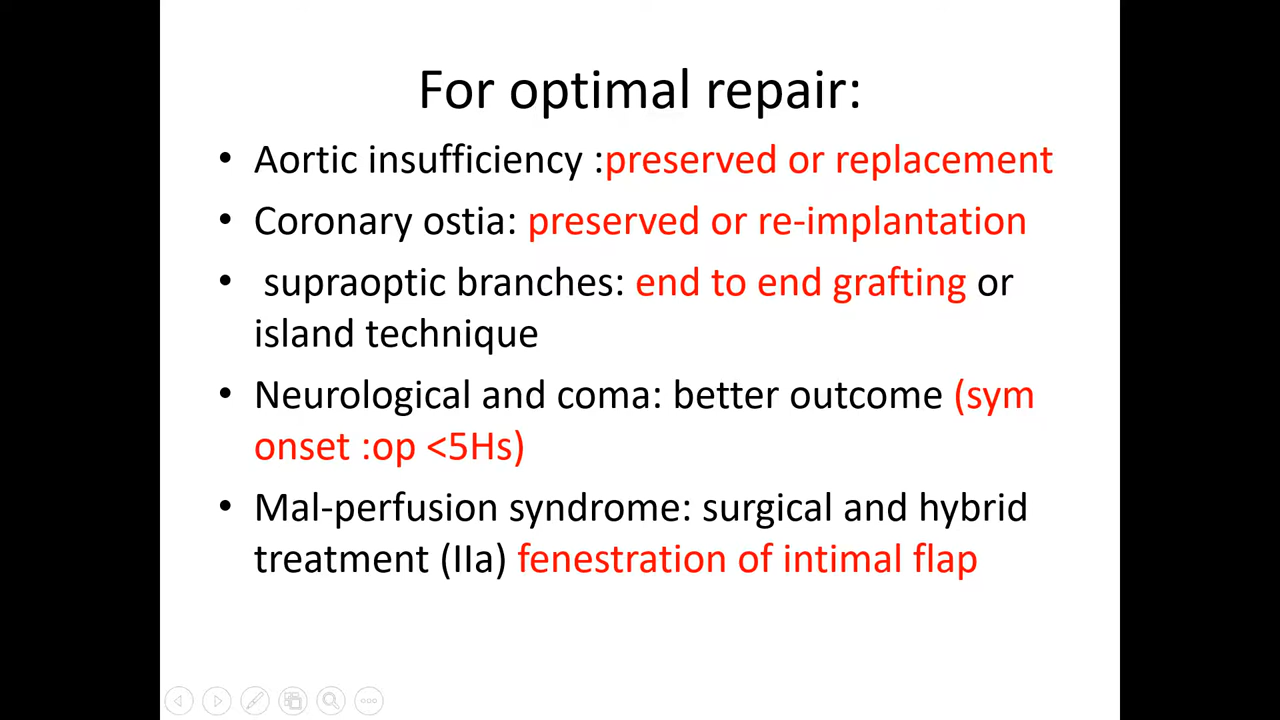 For optimal repair:
• Aortic insufficiency :preserved or replacement
• Coronary ostia: preserved or re-implantation
• supraoptic branches: end to end grafting or
island technique
• Neurological and coma: better outcome (sym
onset :op <5Hs)
• Mal-perfusion syndrome: surgical and hybrid
treatment (IIa) fenestration of intimal flap